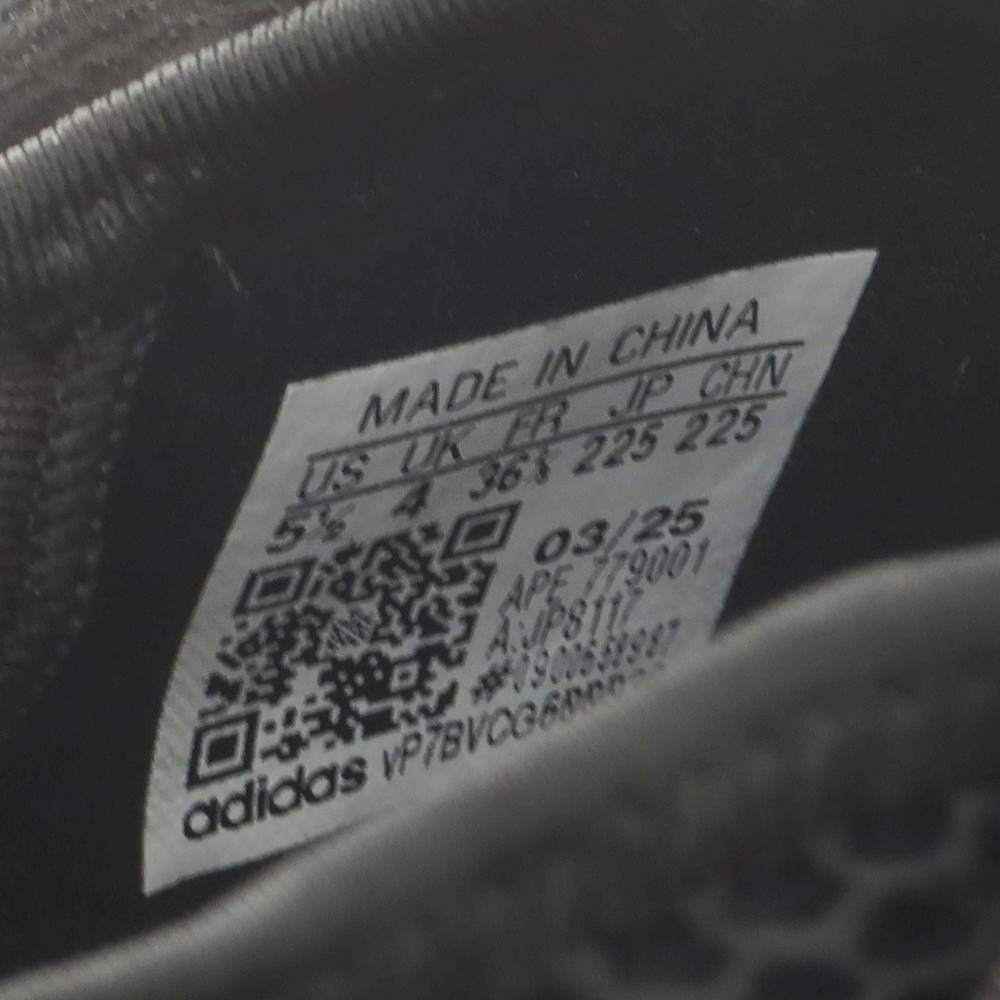 MADE IN CHINA
US UK FR JP CHN
5½ 4 36⅔ 225 225
03/25
APE 779001
A:JP8117
adidas